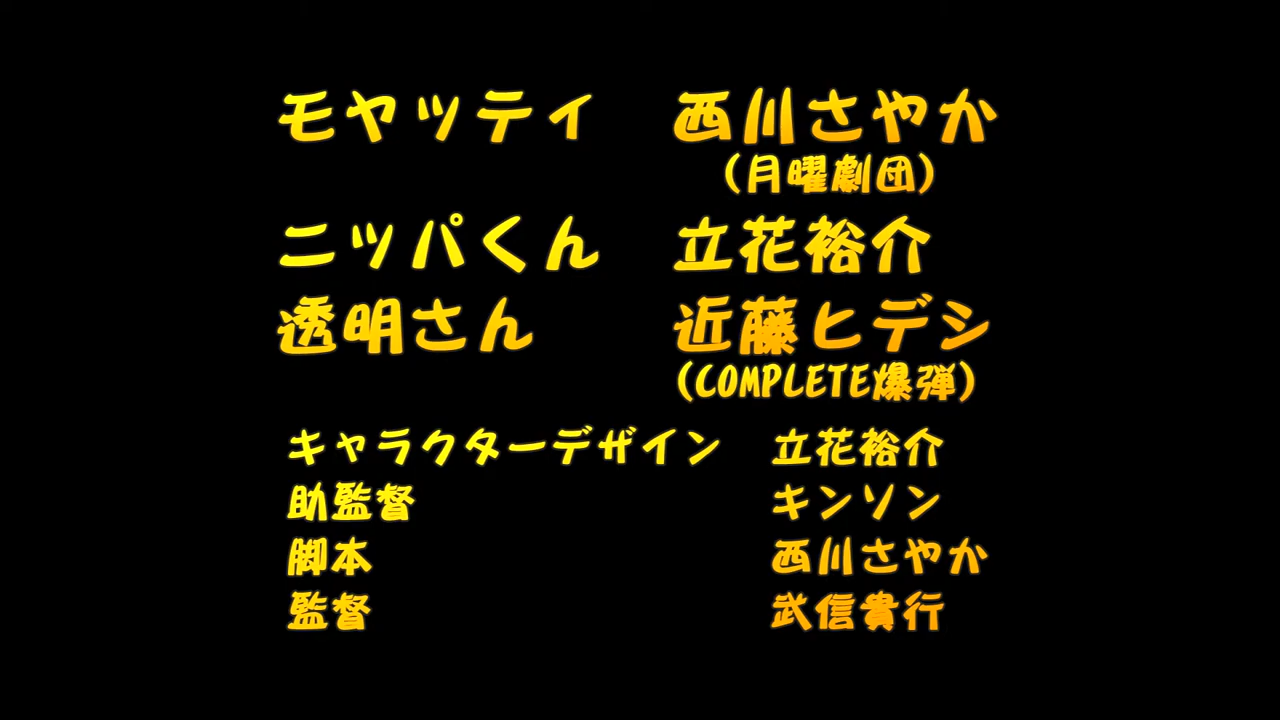 モヤッティ 西川さやか
(月曜劇団)
ニッパくん 立花裕介
透明さん 近藤ヒデシ
(COMPLETE爆弾)
キャラクターデザイン 立花裕介
助監督 キンソン
脚本 西川さやか
監督 武信貴行